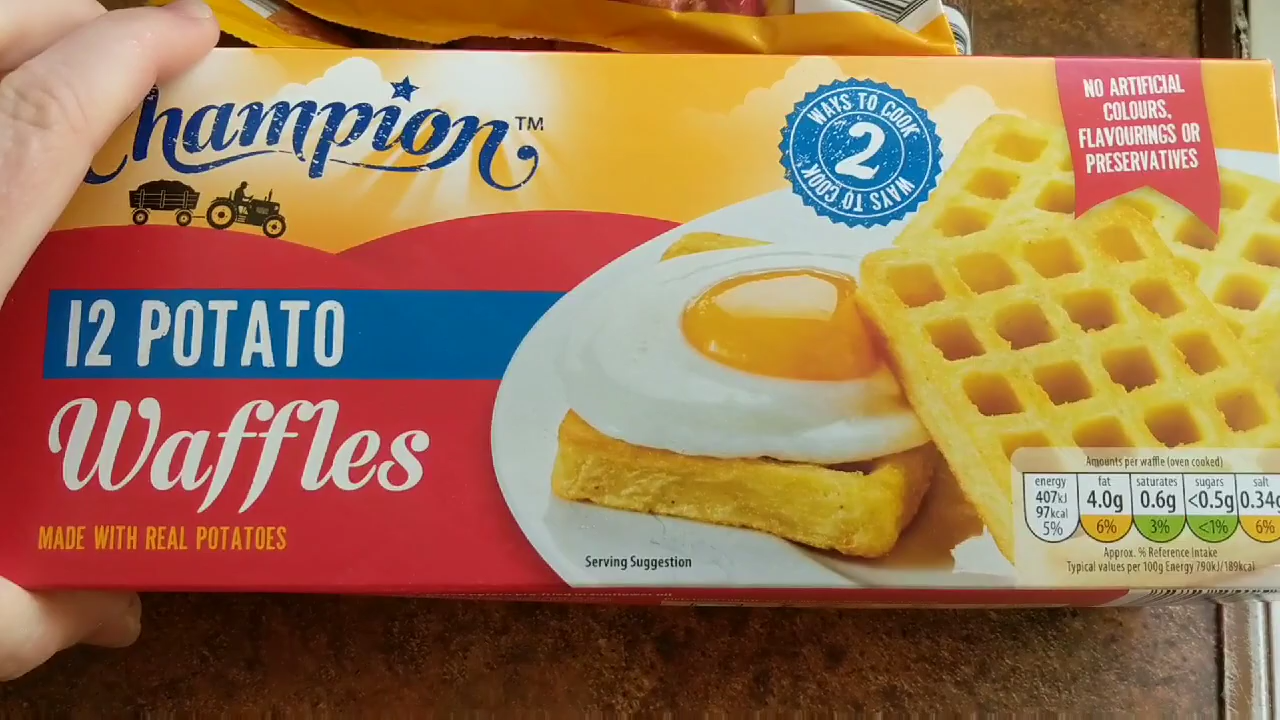 Champion™
WAYS TO COOK
2
WAYS TO COOK
NO ARTIFICIAL
COLOURS,
FLAVOURINGS OR
PRESERVATIVES
12 POTATO
Waffles
MADE WITH REAL POTATOES
Serving Suggestion
Amounts per waffle (oven cooked)
energy fat saturates sugars salt
407kJ 4.0g 0.6g <0.5g 0.34g
97kcal
5% 6% 3% <1% 6%
Approx. % Reference Intake
Typical values per 100g Energy 790kJ/189kcal